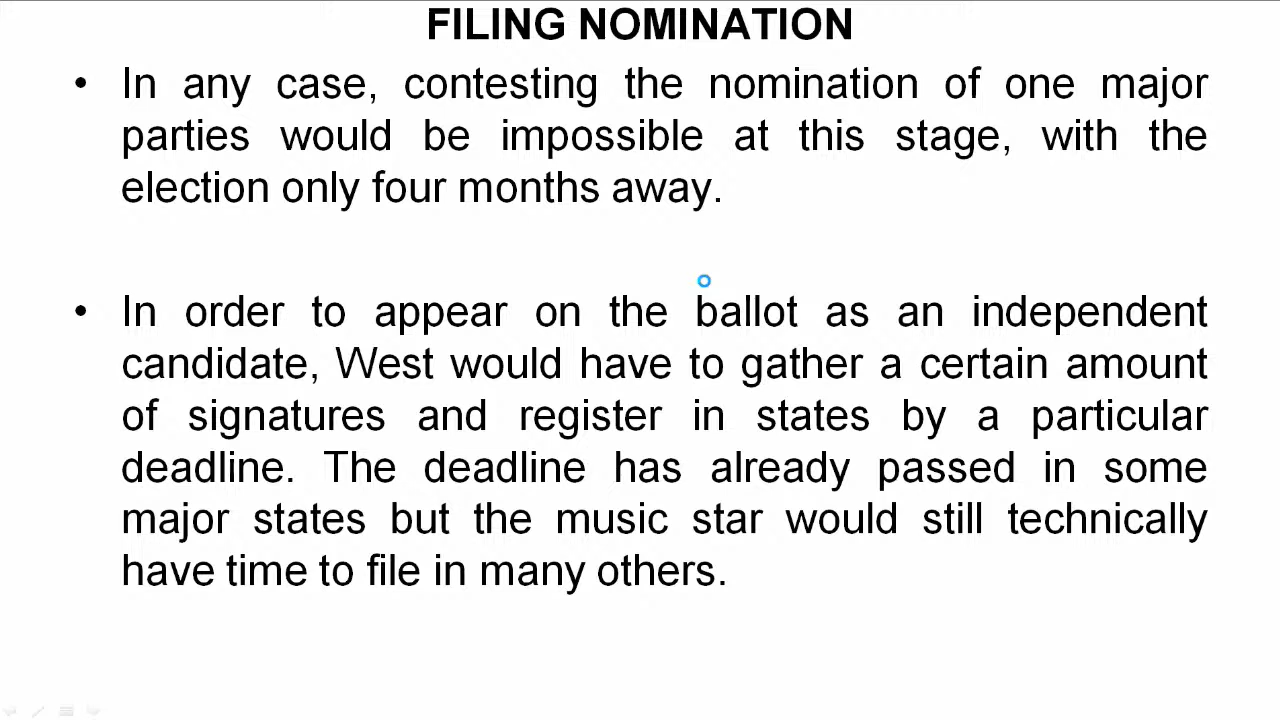 FILING NOMINATION
• In any case, contesting the nomination of one major
parties would be impossible at this stage, with the
election only four months away.
• In order to appear on the ballot as an independent
candidate, West would have to gather a certain amount
of signatures and register in states by a particular
deadline. The deadline has already passed in some
major states but the music star would still technically
have time to file in many others.